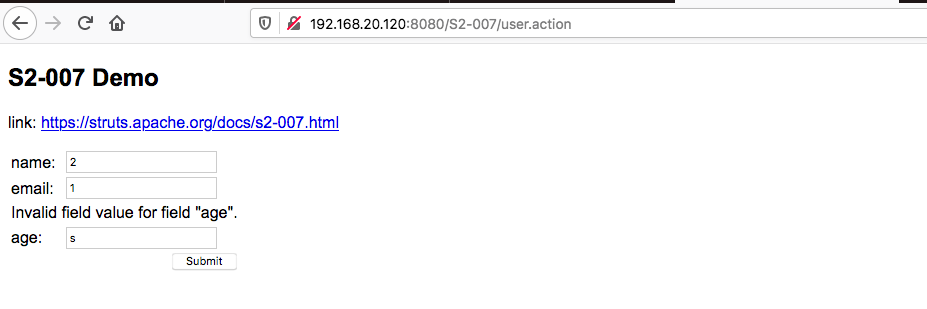 192.168.20.120:8080/S2-007/user.action
S2-007 Demo
link: https://struts.apache.org/docs/s2-007.html
name: 2
email: 1
Invalid field value for field "age".
age: s
Submit